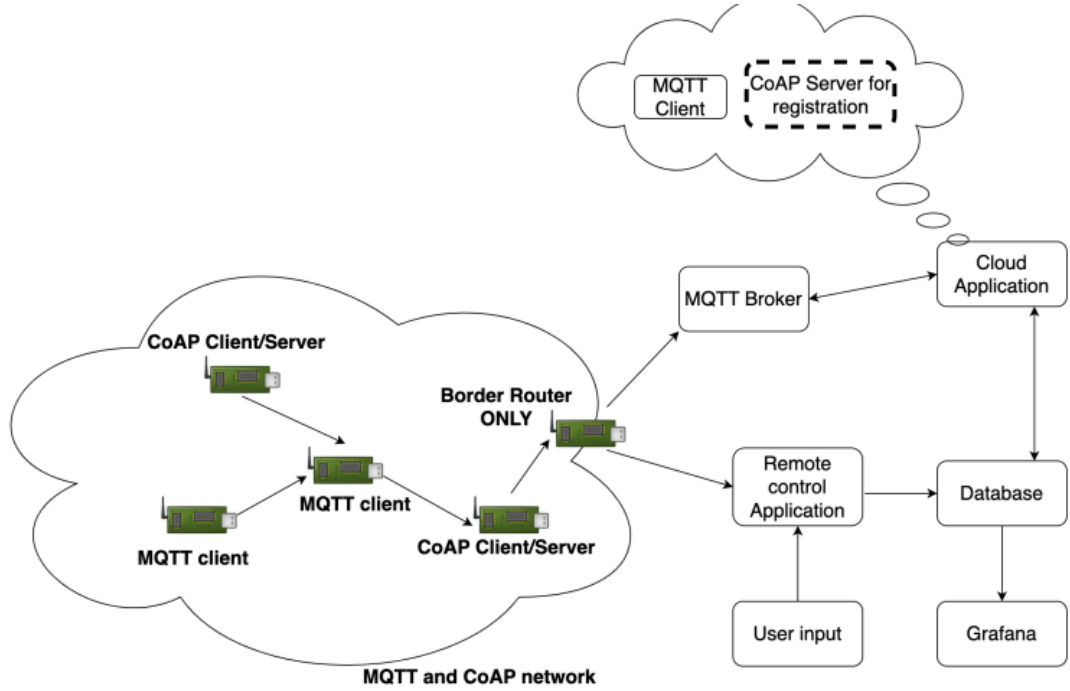 MQTT
Client
CoAP Server for
registration
Cloud
Application
MQTT Broker
CoAP Client/Server
Border Router
ONLY
MQTT client
Remote
control
Application
Database
CoAP Client/Server
MQTT client
User input
Grafana
MQTT and CoAP network